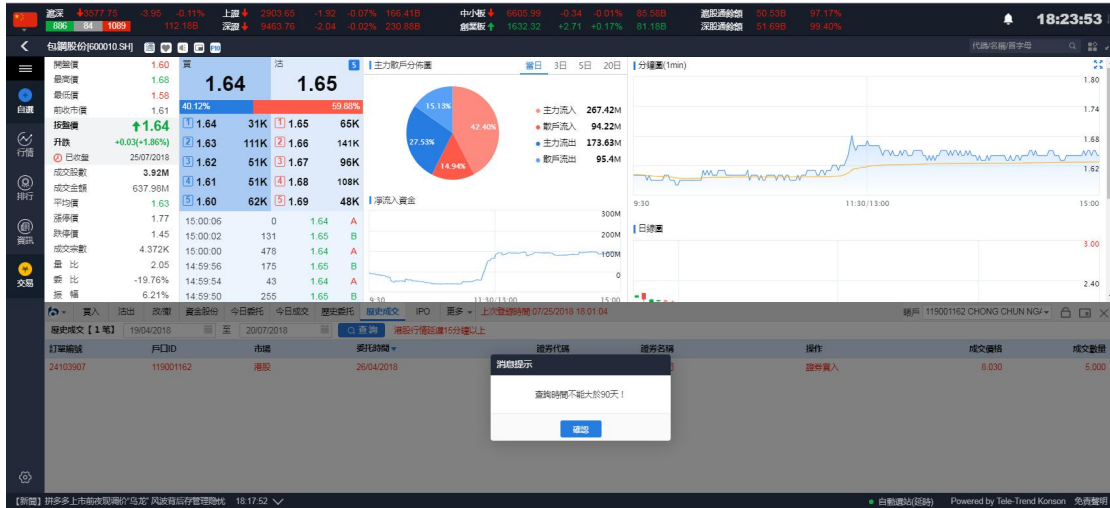 滬深 3577.75 -3.95 -0.11% 上證 2903.65 -1.92 -0.07% 166.41B 中小板 6605.99 -0.34 -0.01% 85.58B 滬股通餘額 50.53B 97.17%
886 84 1089 112.18B 深證 9463.76 -2.04 -0.02% 230.68B 創業板 1632.32 +2.71 +0.17% 81.18B 深股通餘額 51.69B 99.40%
18:23:53
包鋼股份[600010.SH] F10 代碼/名稱/首字母
自選
行情
排行
資訊
交易
開盤價 1.60
最高價 1.68
最低價 1.58
前收市價 1.61
按盤價 1.64
升跌 +0.03(+1.86%)
已收盤 25/07/2018
成交股數 3.92M
成交金額 637.98M
平均價 1.63
漲停價 1.77
跌停價 1.45
成交宗數 4.372K
量 比 2.05
委 比 -19.76%
振 幅 6.21%
買 沽 5
1.64 1.65
40.12% 59.88%
1 1.64 31K 1 1.65 65K
2 1.63 111K 2 1.66 141K
3 1.62 51K 3 1.67 96K
4 1.61 51K 4 1.68 108K
5 1.60 62K 5 1.69 48K
15:00:06 0 1.64 A
15:00:02 131 1.65 B
15:00:00 478 1.64 A
14:59:56 175 1.65 B
14:59:54 43 1.64 A
14:59:50 255 1.65 B
主力散戶分佈圖 當日 3日 5日 20日
15.13%
42.40%
27.53%
14.94%
主力流入 267.42M
散戶流入 94.22M
主力流出 173.63M
散戶流出 95.4M
淨流入資金
300M
200M
100M
0
9:30 11:30/13:00 15:00
分鐘圖(1min)
1.80
1.74
1.68
1.62
9:30 11:30/13:00 15:00
日線圖
3.00
2.40
買入 沽出 改/撤 資金股份 今日委托 今日成交 歷史委托 歷史成交 IPO 更多 上次登錄時間:07/25/2018 18:01:04 賬戶 119001162 CHONG CHUN NG/
歷史成交【1 笔】 19/04/2018 至 20/07/2018 查詢 港股行情延遲15分鐘以上
訂單編號 戶口ID 市場 委托時間 證券代碼 證券名稱 操作 成交價格 成交數量
24103907 119001162 港股 26/04/2018 證券買入 8.030 5,000
消息提示
查詢時間不能大於90天！
確認
【新聞】 拼多多上市前夜现调价“乌龙” 风波背后存管理隐忧 18:17:52 自動選站(延時) Powered by Tele-Trend Konson 免責聲明